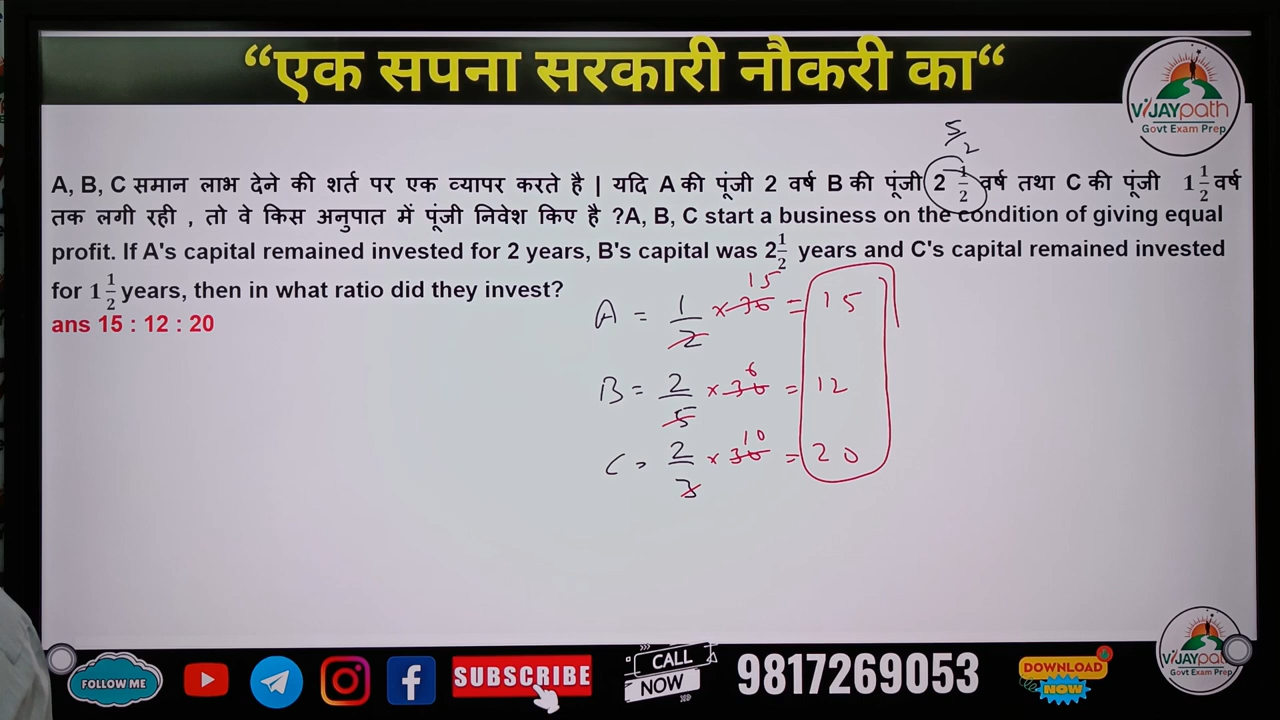 “एक सपना सरकारी नौकरी का“
VIJAYpath
Govt Exam Prep
5/2
A, B, C समान लाभ देने की शर्त पर एक व्यापर करते है | यदि A की पूंजी 2 वर्ष B की पूंजी 2 1/2 वर्ष तथा C की पूंजी 1 1/2 वर्ष
तक लगी रही , तो वे किस अनुपात में पूंजी निवेश किए है ?A, B, C start a business on the condition of giving equal
profit. If A's capital remained invested for 2 years, B's capital was 2 1/2 years and C's capital remained invested
for 1 1/2 years, then in what ratio did they invest?
ans 15 : 12 : 20
15
A = 1/2 × 30 = 15
6
B = 2/5 × 30 = 12
10
C = 2/3 × 30 = 20
VIJAYpath
Govt Exam Prep
FOLLOW ME
SUBSCRIBE
CALL
NOW
9817269053
DOWNLOAD
NOW